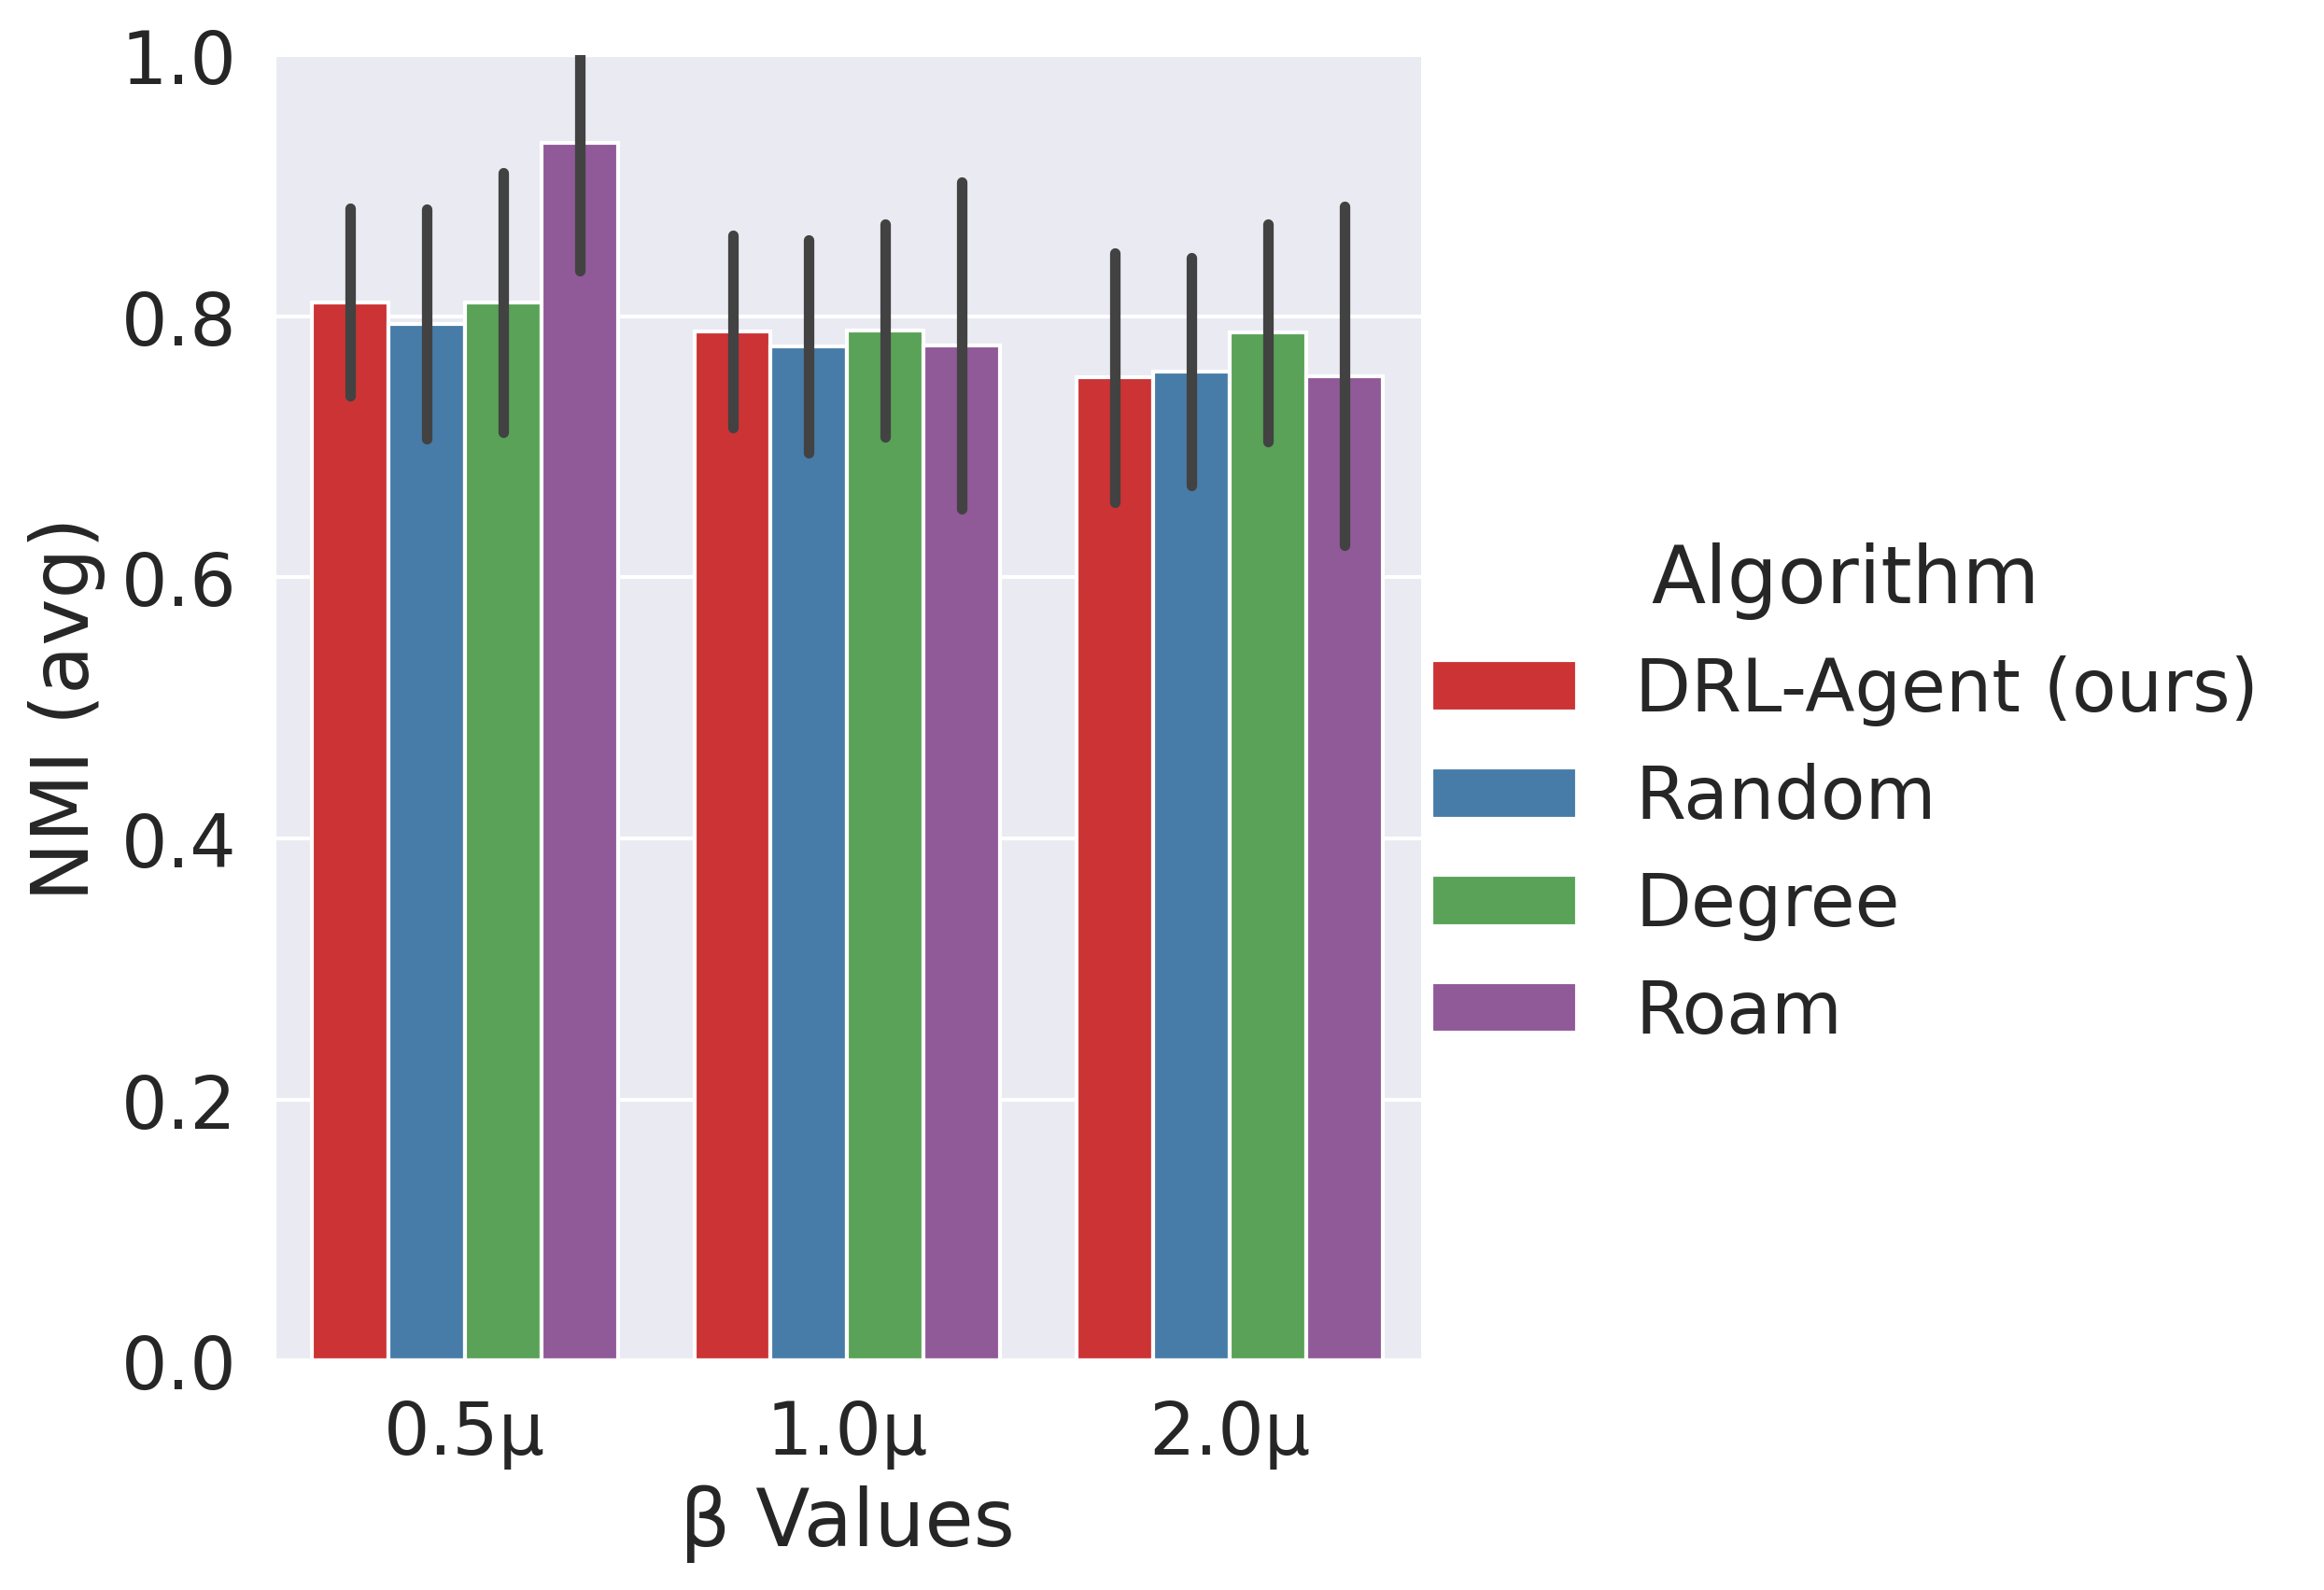 1.0
0.8
0.6
0.4
0.2
0.0
NMI (avg)
0.5μ 1.0μ 2.0μ
β Values
Algorithm
DRL-Agent (ours)
Random
Degree
Roam